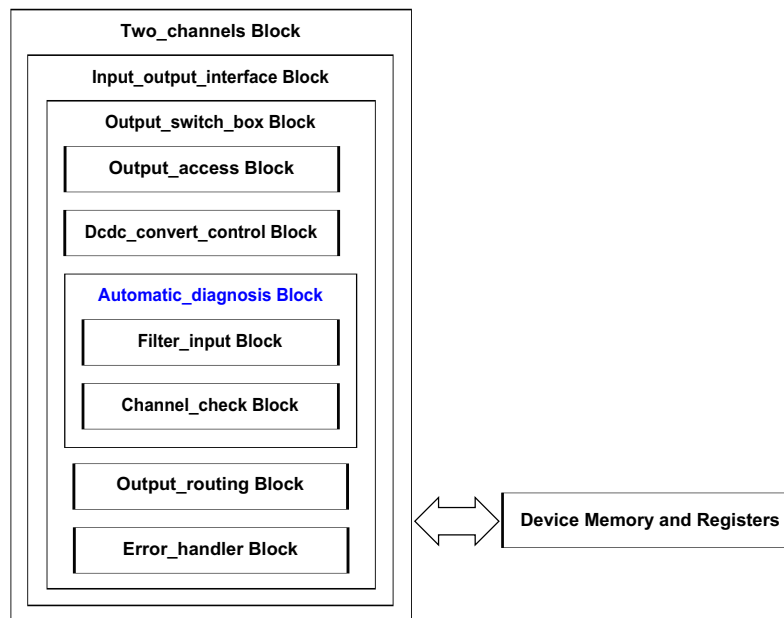 Two_channels Block
Input_output_interface Block
Output_switch_box Block
Output_access Block
Dcdc_convert_control Block
Automatic_diagnosis Block
Filter_input Block
Channel_check Block
Output_routing Block
Error_handler Block
Device Memory and Registers